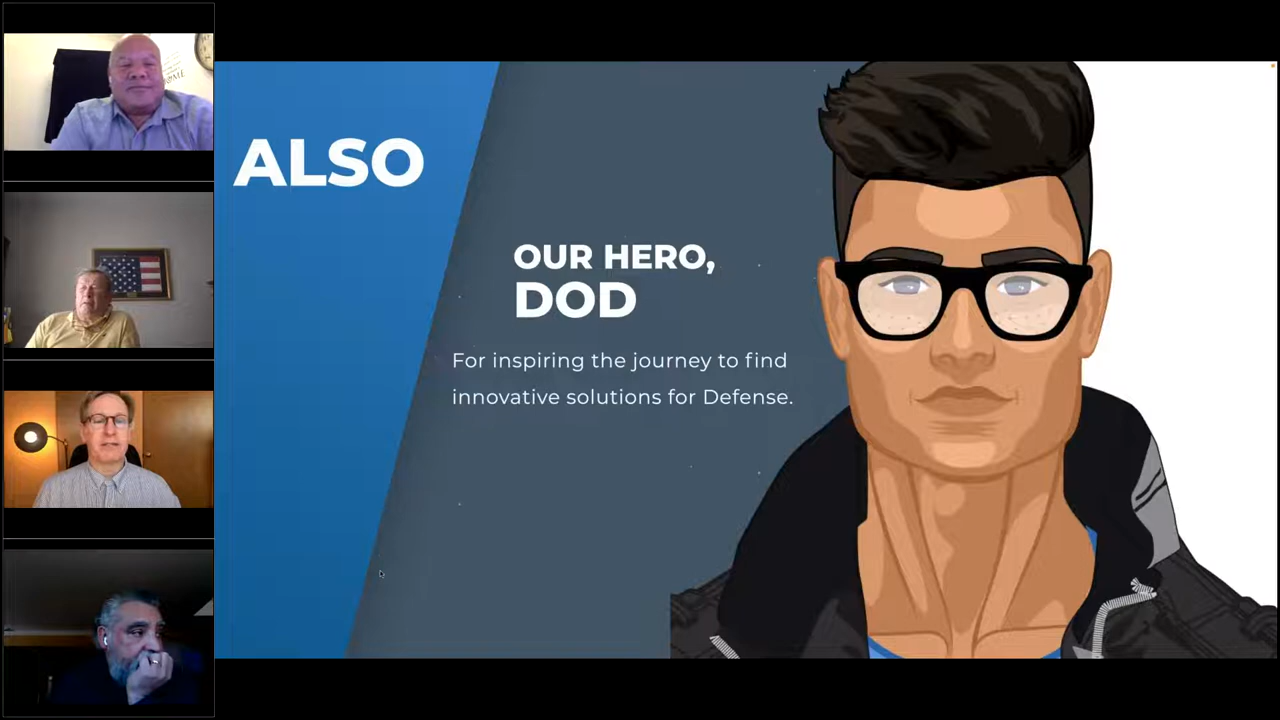 ALSO
OUR HERO,
DOD
For inspiring the journey to find
innovative solutions for Defense.